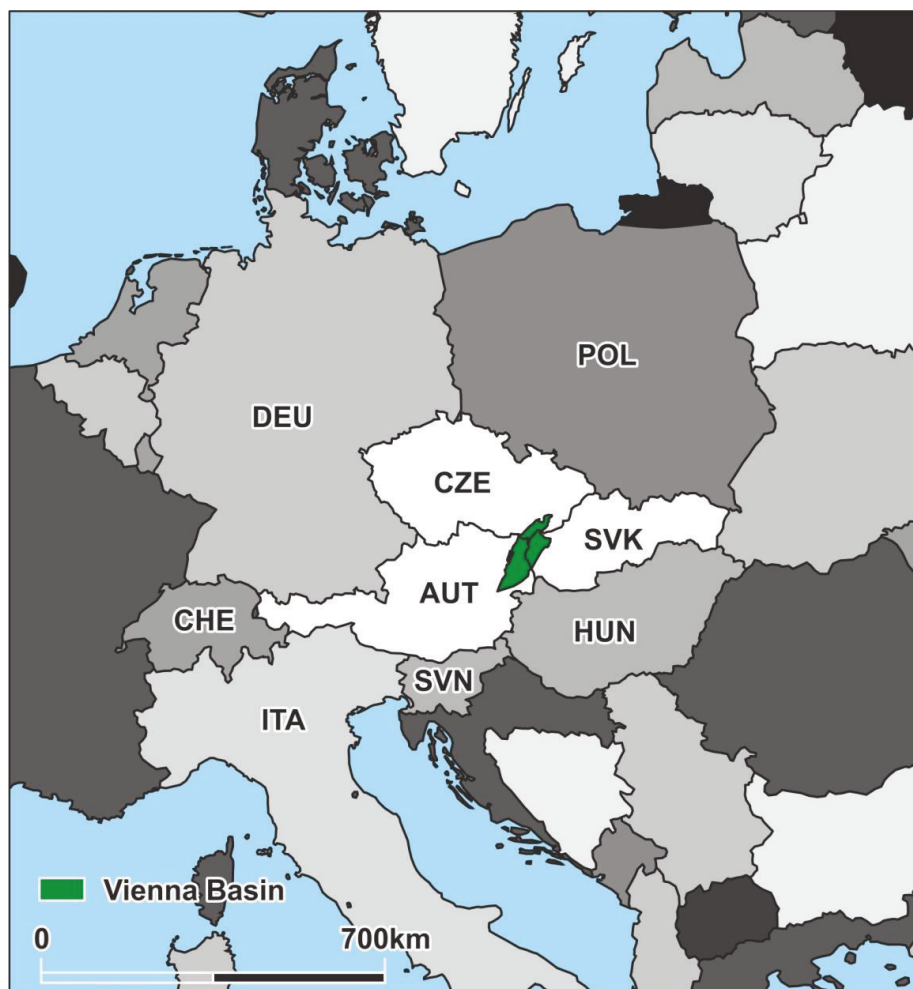 POL
DEU
CZE
SVK
AUT
CHE
HUN
SVN
ITA
Vienna Basin
0 700km